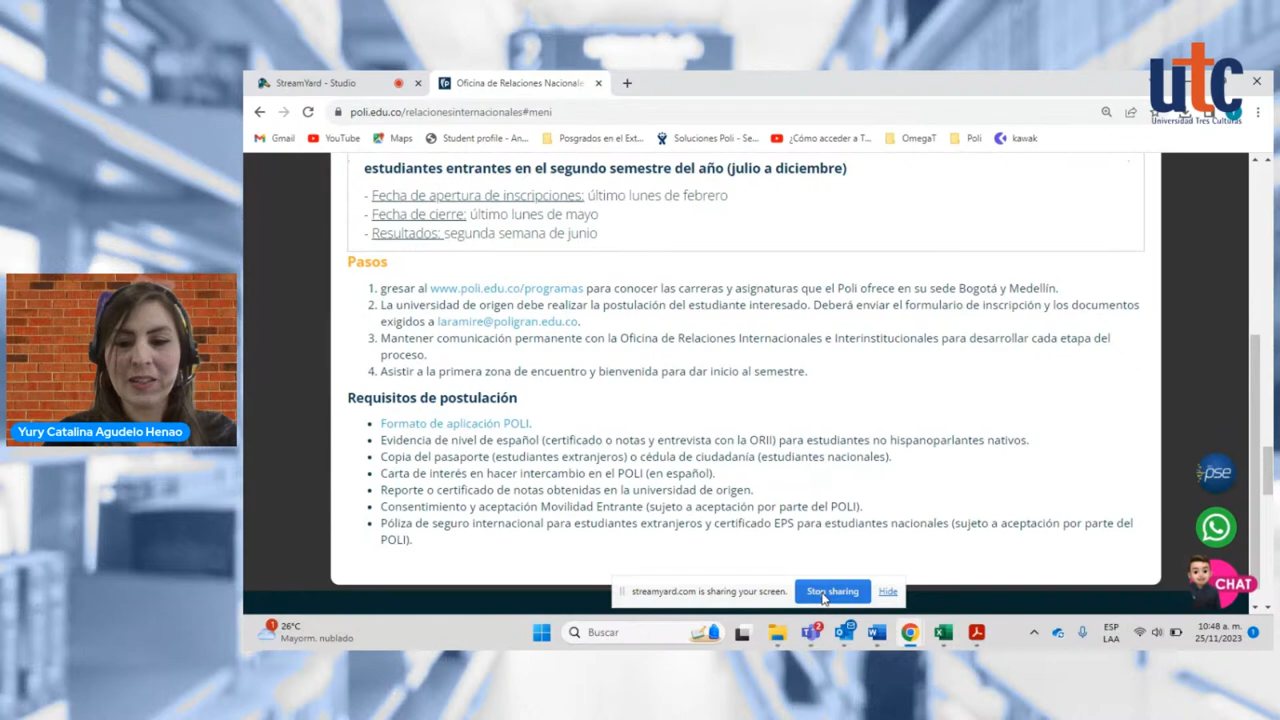 utc
Universidad Tres Culturas
StreamYard - Studio
Oficina de Relaciones Nacionale
poli.edu.co/relacionesinternacionales#meni
Gmail
YouTube
Maps
Student profile - An...
Posgrados en el Ext...
Soluciones Poli - Se...
¿Cómo acceder a T...
OmegaT
Poli
kawak
estudiantes entrantes en el segundo semestre del año (julio a diciembre)
- Fecha de apertura de inscripciones: último lunes de febrero
- Fecha de cierre: último lunes de mayo
- Resultados: segunda semana de junio
Pasos
1. gresar al www.poli.edu.co/programas para conocer las carreras y asignaturas que el Poli ofrece en su sede Bogotá y Medellín.
2. La universidad de origen debe realizar la postulación del estudiante interesado. Deberá enviar el formulario de inscripción y los documentos
exigidos a laramire@poligran.edu.co.
3. Mantener comunicación permanente con la Oficina de Relaciones Internacionales e Interinstitucionales para desarrollar cada etapa del
proceso.
4. Asistir a la primera zona de encuentro y bienvenida para dar inicio al semestre.
Requisitos de postulación
• Formato de aplicación POLI.
• Evidencia de nivel de español (certificado o notas y entrevista con la ORII) para estudiantes no hispanoparlantes nativos.
• Copia del pasaporte (estudiantes extranjeros) o cédula de ciudadanía (estudiantes nacionales).
• Carta de interés en hacer intercambio en el POLI (en español).
• Reporte o certificado de notas obtenidas en la universidad de origen.
• Consentimiento y aceptación Movilidad Entrante (sujeto a aceptación por parte del POLI).
• Póliza de seguro internacional para estudiantes extranjeros y certificado EPS para estudiantes nacionales (sujeto a aceptación por parte del
POLI).
Yury Catalina Agudelo Henao
pse
CHAT
streamyard.com is sharing your screen.
Stop sharing
Hide
1
26°C
Mayorm. nublado
Buscar
2
ESP
LAA
10:48 a. m.
25/11/2023
1